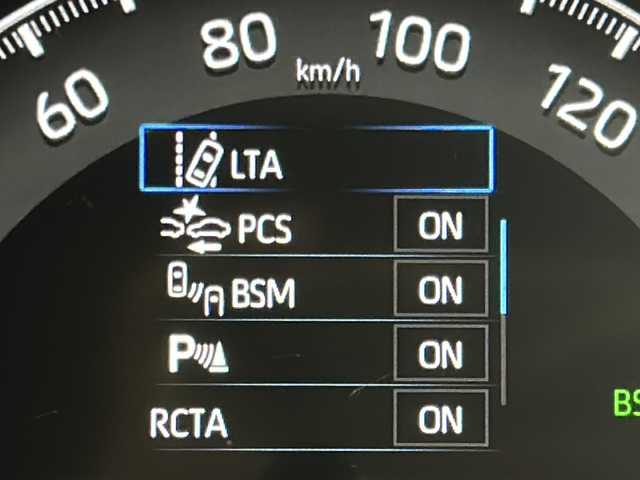 60 80 100 120
km/h
LTA
PCS ON
BSM ON
P ON
RCTA ON
BS